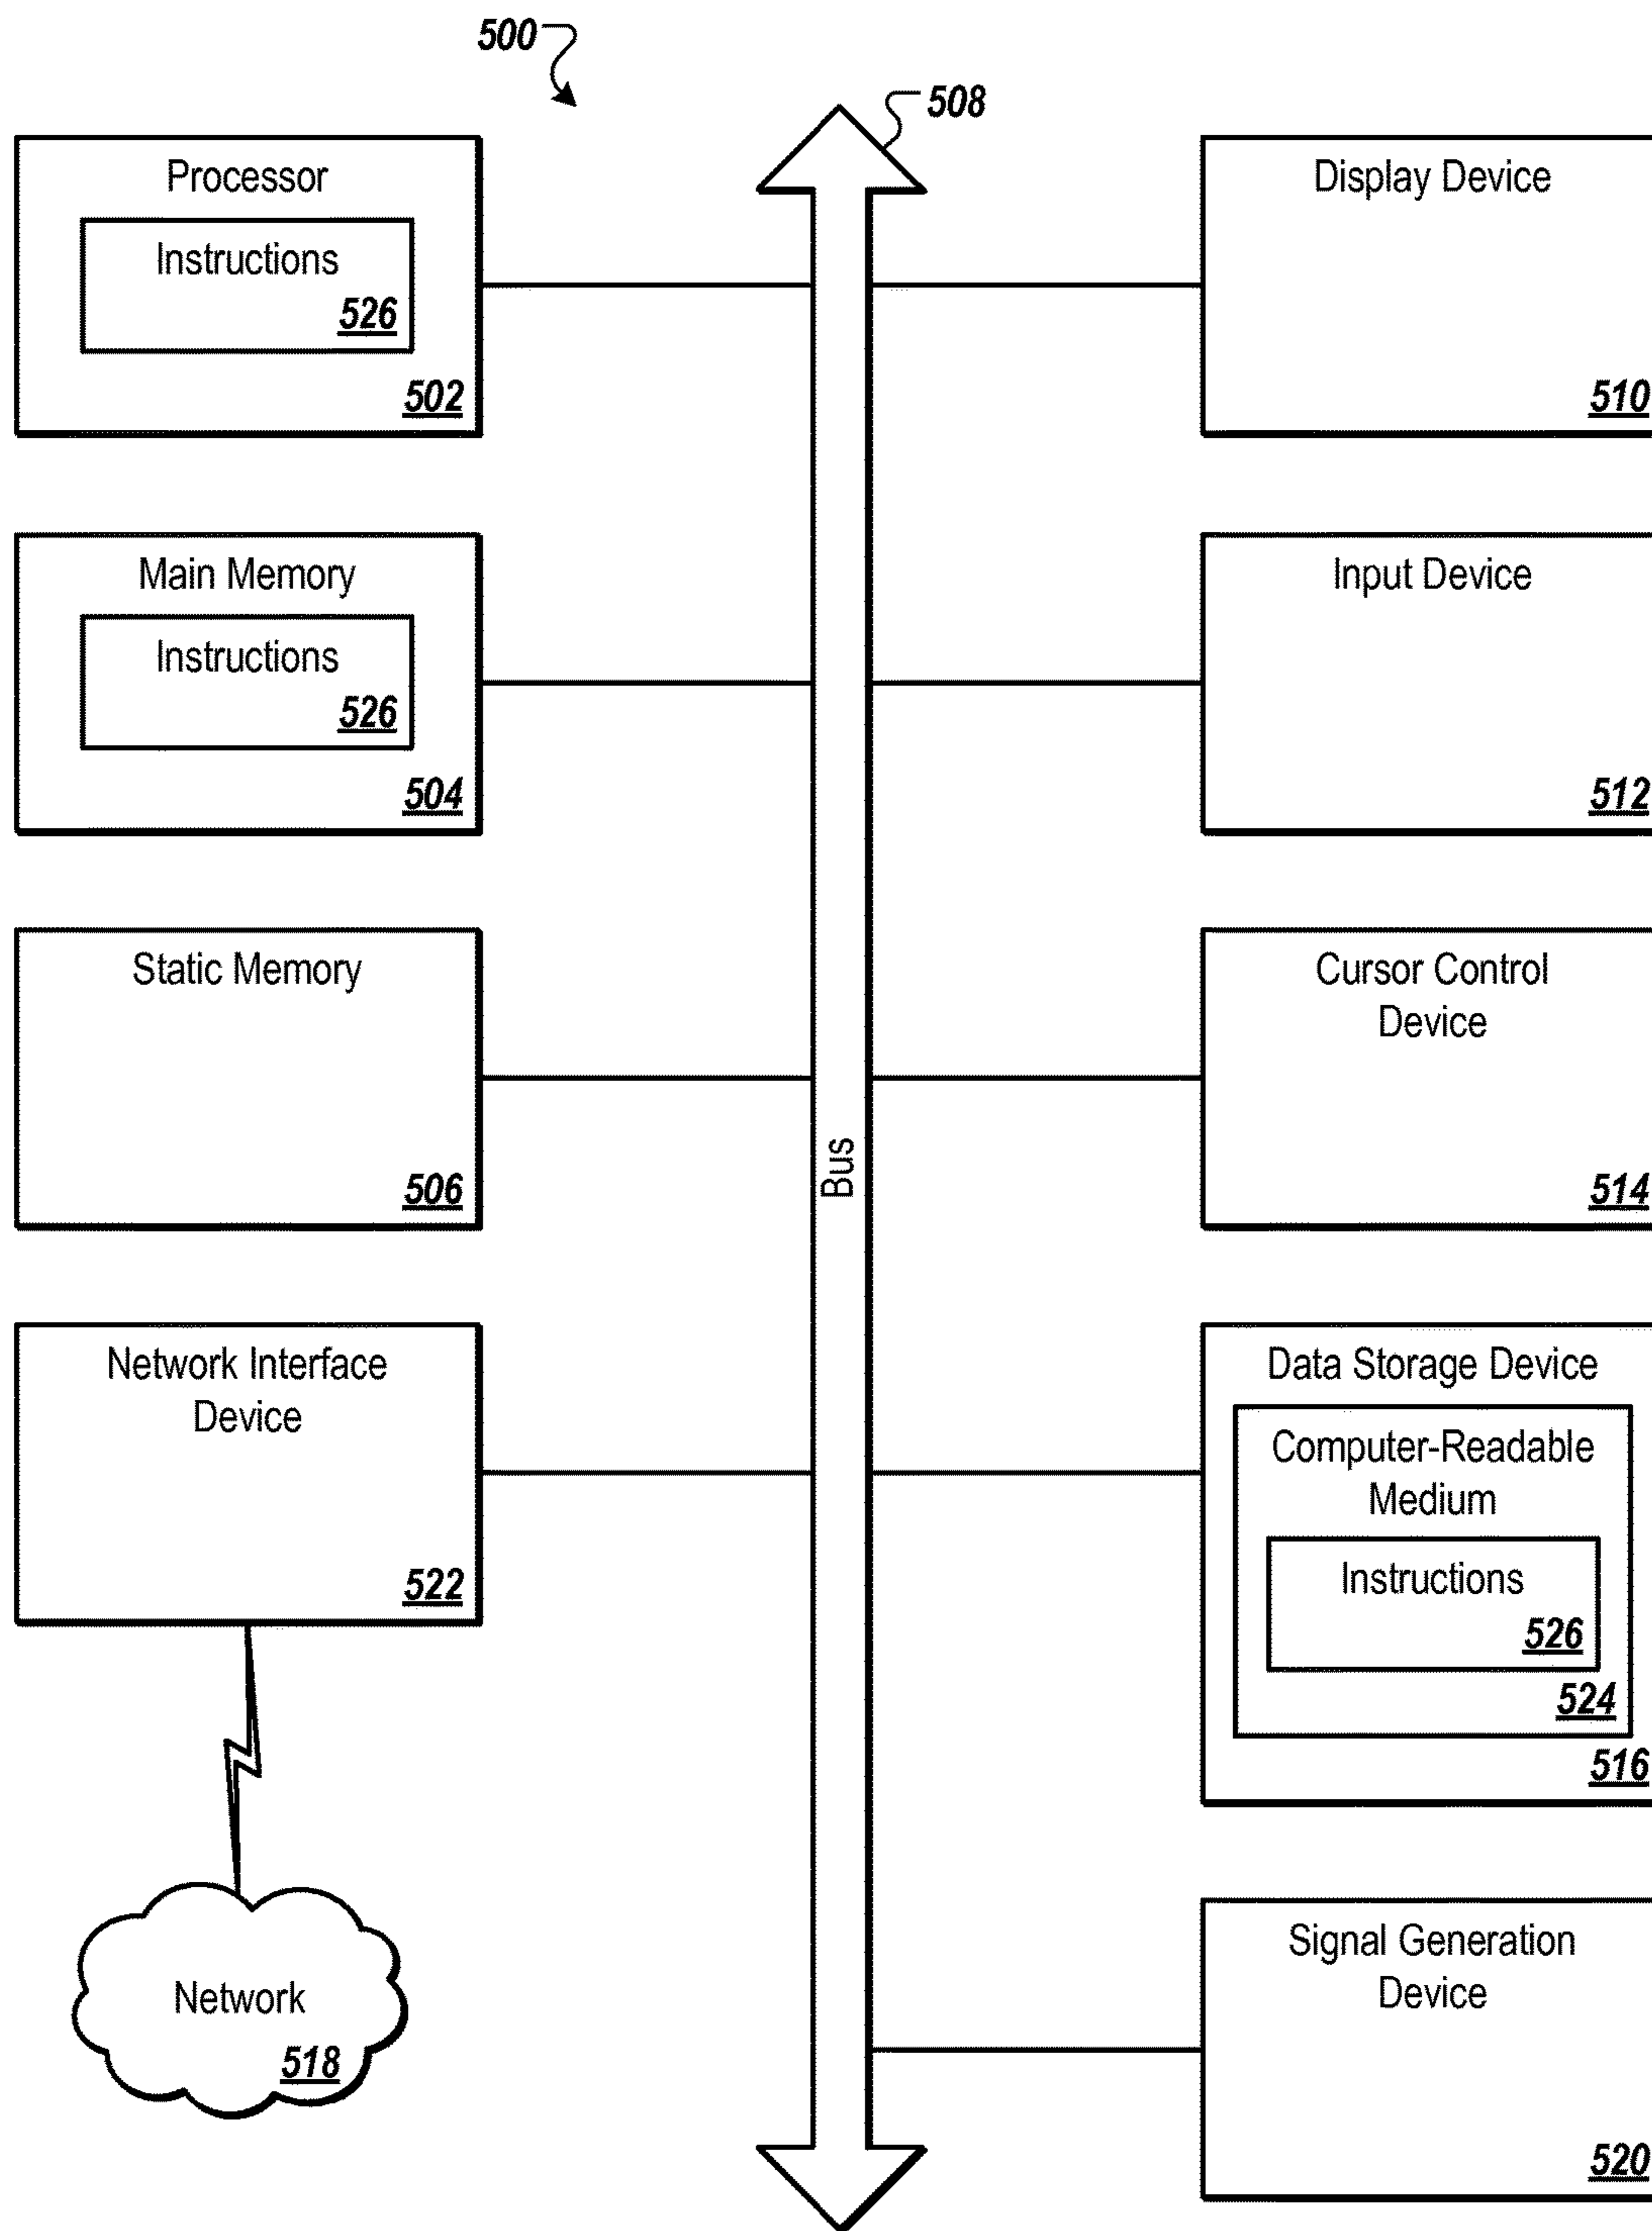 500
508
Processor
Instructions
526
502
Display Device
510
Main Memory
Instructions
526
504
Input Device
512
Static Memory
506
Cursor Control
Device
514
Bus
Network Interface
Device
522
Data Storage Device
Computer-Readable
Medium
Instructions
526
524
516
Network
518
Signal Generation
Device
520